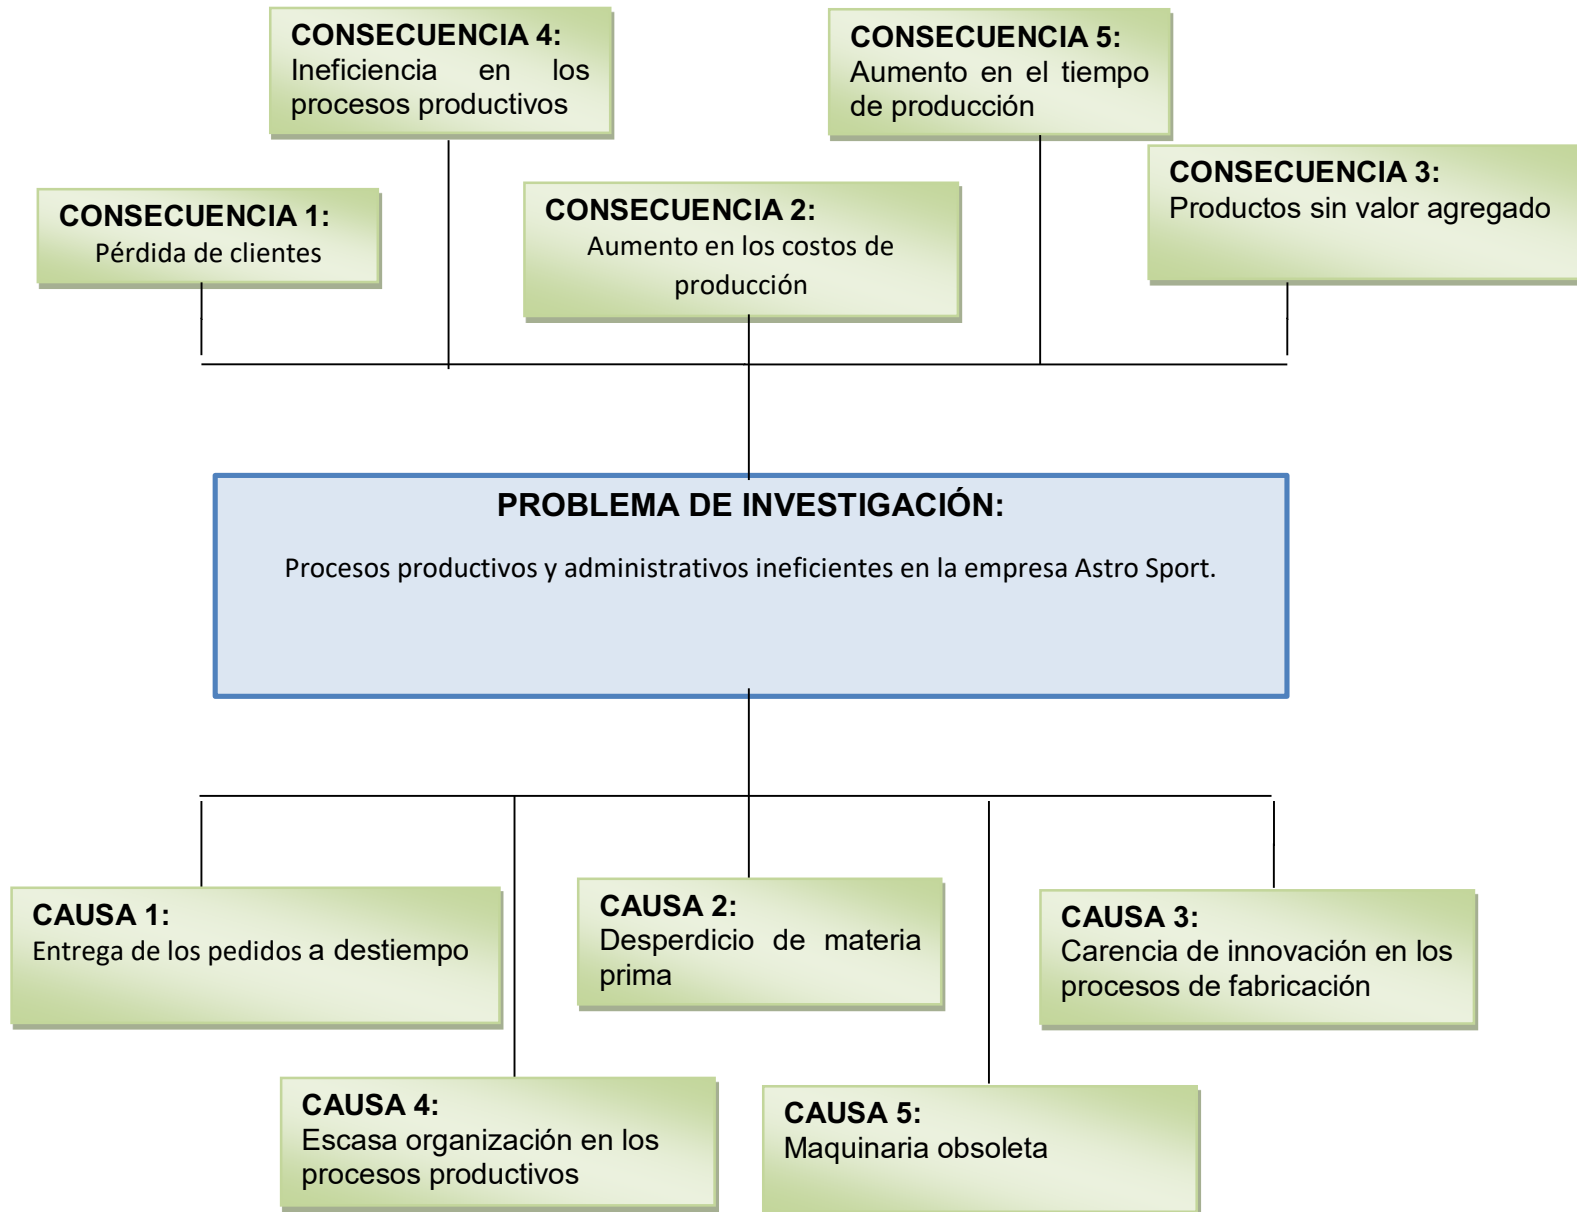 CONSECUENCIA 4:
Ineficiencia en los
procesos productivos
CONSECUENCIA 5:
Aumento en el tiempo
de producción
CONSECUENCIA 1:
Pérdida de clientes
CONSECUENCIA 2:
Aumento en los costos de
producción
CONSECUENCIA 3:
Productos sin valor agregado
PROBLEMA DE INVESTIGACIÓN:
Procesos productivos y administrativos ineficientes en la empresa Astro Sport.
CAUSA 1:
Entrega de los pedidos a destiempo
CAUSA 2:
Desperdicio de materia
prima
CAUSA 3:
Carencia de innovación en los
procesos de fabricación
CAUSA 4:
Escasa organización en los
procesos productivos
CAUSA 5:
Maquinaria obsoleta